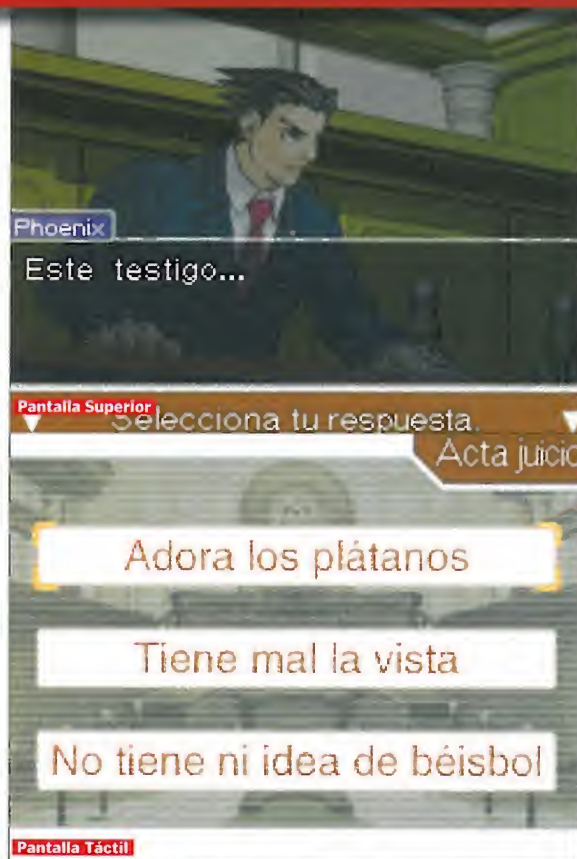 Phoenix
Este testigo...
Pantalla Superior
Selecciona tu respuesta.
Acta juicio
Adora los plátanos
Tiene mal la vista
No tiene ni idea de béisbol
Pantalla Táctil